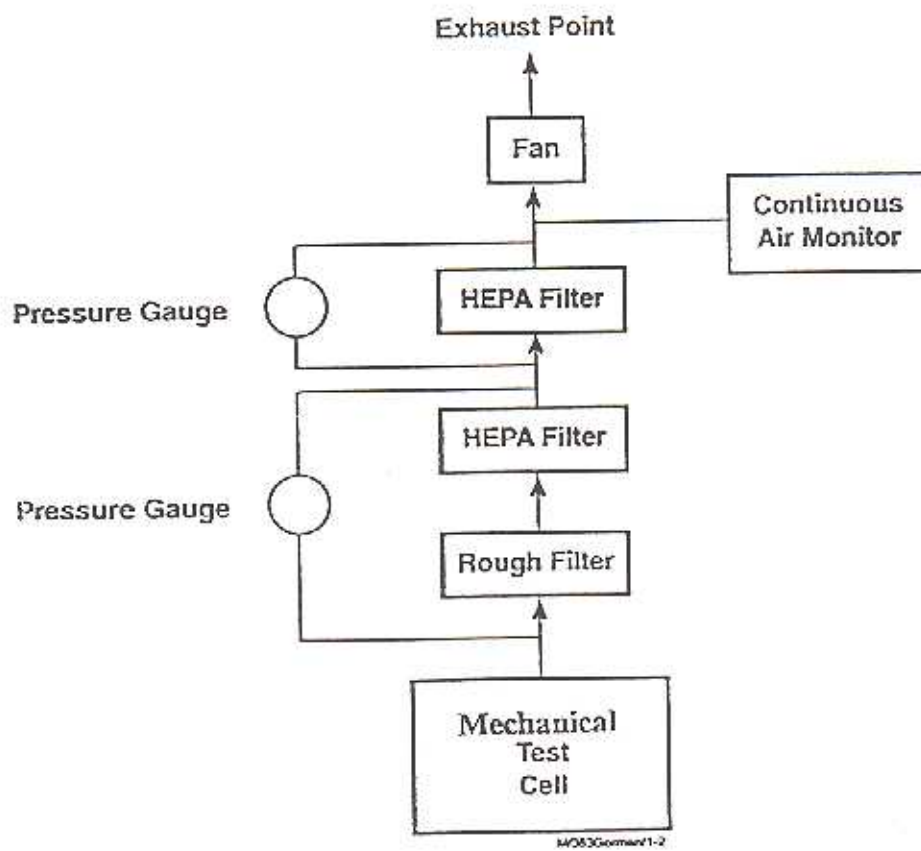 Exhaust Point
Fan
Continuous
Air Monitor
HEPA Filter
Pressure Gauge
HEPA Filter
Pressure Gauge
Rough Filter
Mechanical
Test
Cell